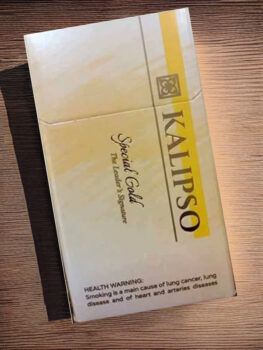 KALIPSO
Special Gold
The Leader's Signature
HEALTH WARNING:
Smoking is a main cause of lung cancer, lung
disease and of heart and arteries diseases